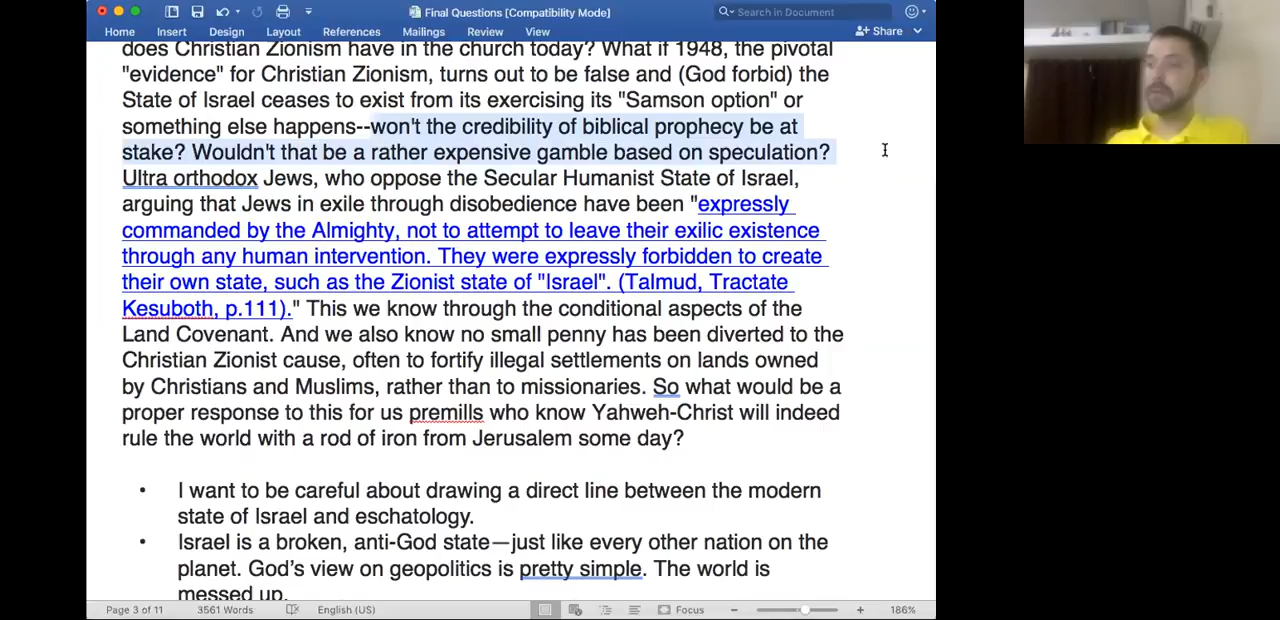 Final Questions [Compatibility Mode]
Search in Document
Home Insert Design Layout References Mailings Review View Share
does Christian Zionism have in the church today? What if 1948, the pivotal
"evidence" for Christian Zionism, turns out to be false and (God forbid) the
State of Israel ceases to exist from its exercising its "Samson option" or
something else happens--won't the credibility of biblical prophecy be at
stake? Wouldn't that be a rather expensive gamble based on speculation?
Ultra orthodox Jews, who oppose the Secular Humanist State of Israel,
arguing that Jews in exile through disobedience have been "expressly
commanded by the Almighty, not to attempt to leave their exilic existence
through any human intervention. They were expressly forbidden to create
their own state, such as the Zionist state of "Israel". (Talmud, Tractate
Kesuboth, p.111)." This we know through the conditional aspects of the
Land Covenant. And we also know no small penny has been diverted to the
Christian Zionist cause, often to fortify illegal settlements on lands owned
by Christians and Muslims, rather than to missionaries. So what would be a
proper response to this for us premills who know Yahweh-Christ will indeed
rule the world with a rod of iron from Jerusalem some day?
• I want to be careful about drawing a direct line between the modern
state of Israel and eschatology.
• Israel is a broken, anti-God state—just like every other nation on the
planet. God's view on geopolitics is pretty simple. The world is
messed up.
Page 3 of 11 3561 Words English (US) Focus 186%